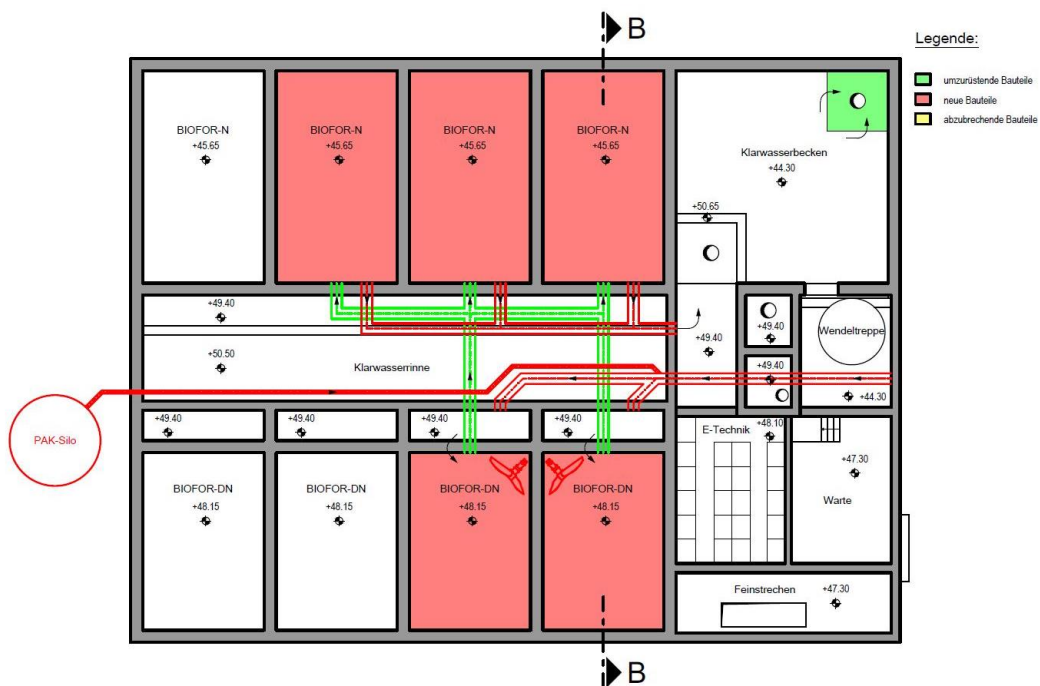 B
Legende:
umzurüstende Bauteile
neue Bauteile
abzubrechende Bauteile
BIOFOR-N
+45.65
BIOFOR-N
+45.65
BIOFOR-N
+45.65
BIOFOR-N
+45.65
Klarwasserbecken
+44.30
+50.65
+49.40
+50.50
Klarwasserrinne
+49.40
+49.40
+49.40
Wendeltreppe
+44.30
PAK-Silo
+49.40
+49.40
+49.40
+49.40
E-Technik
+48.10
+47.30
Warte
BIOFOR-DN
+48.15
BIOFOR-DN
+48.15
BIOFOR-DN
+48.15
BIOFOR-DN
+48.15
Feinstrechen
+47.30
B